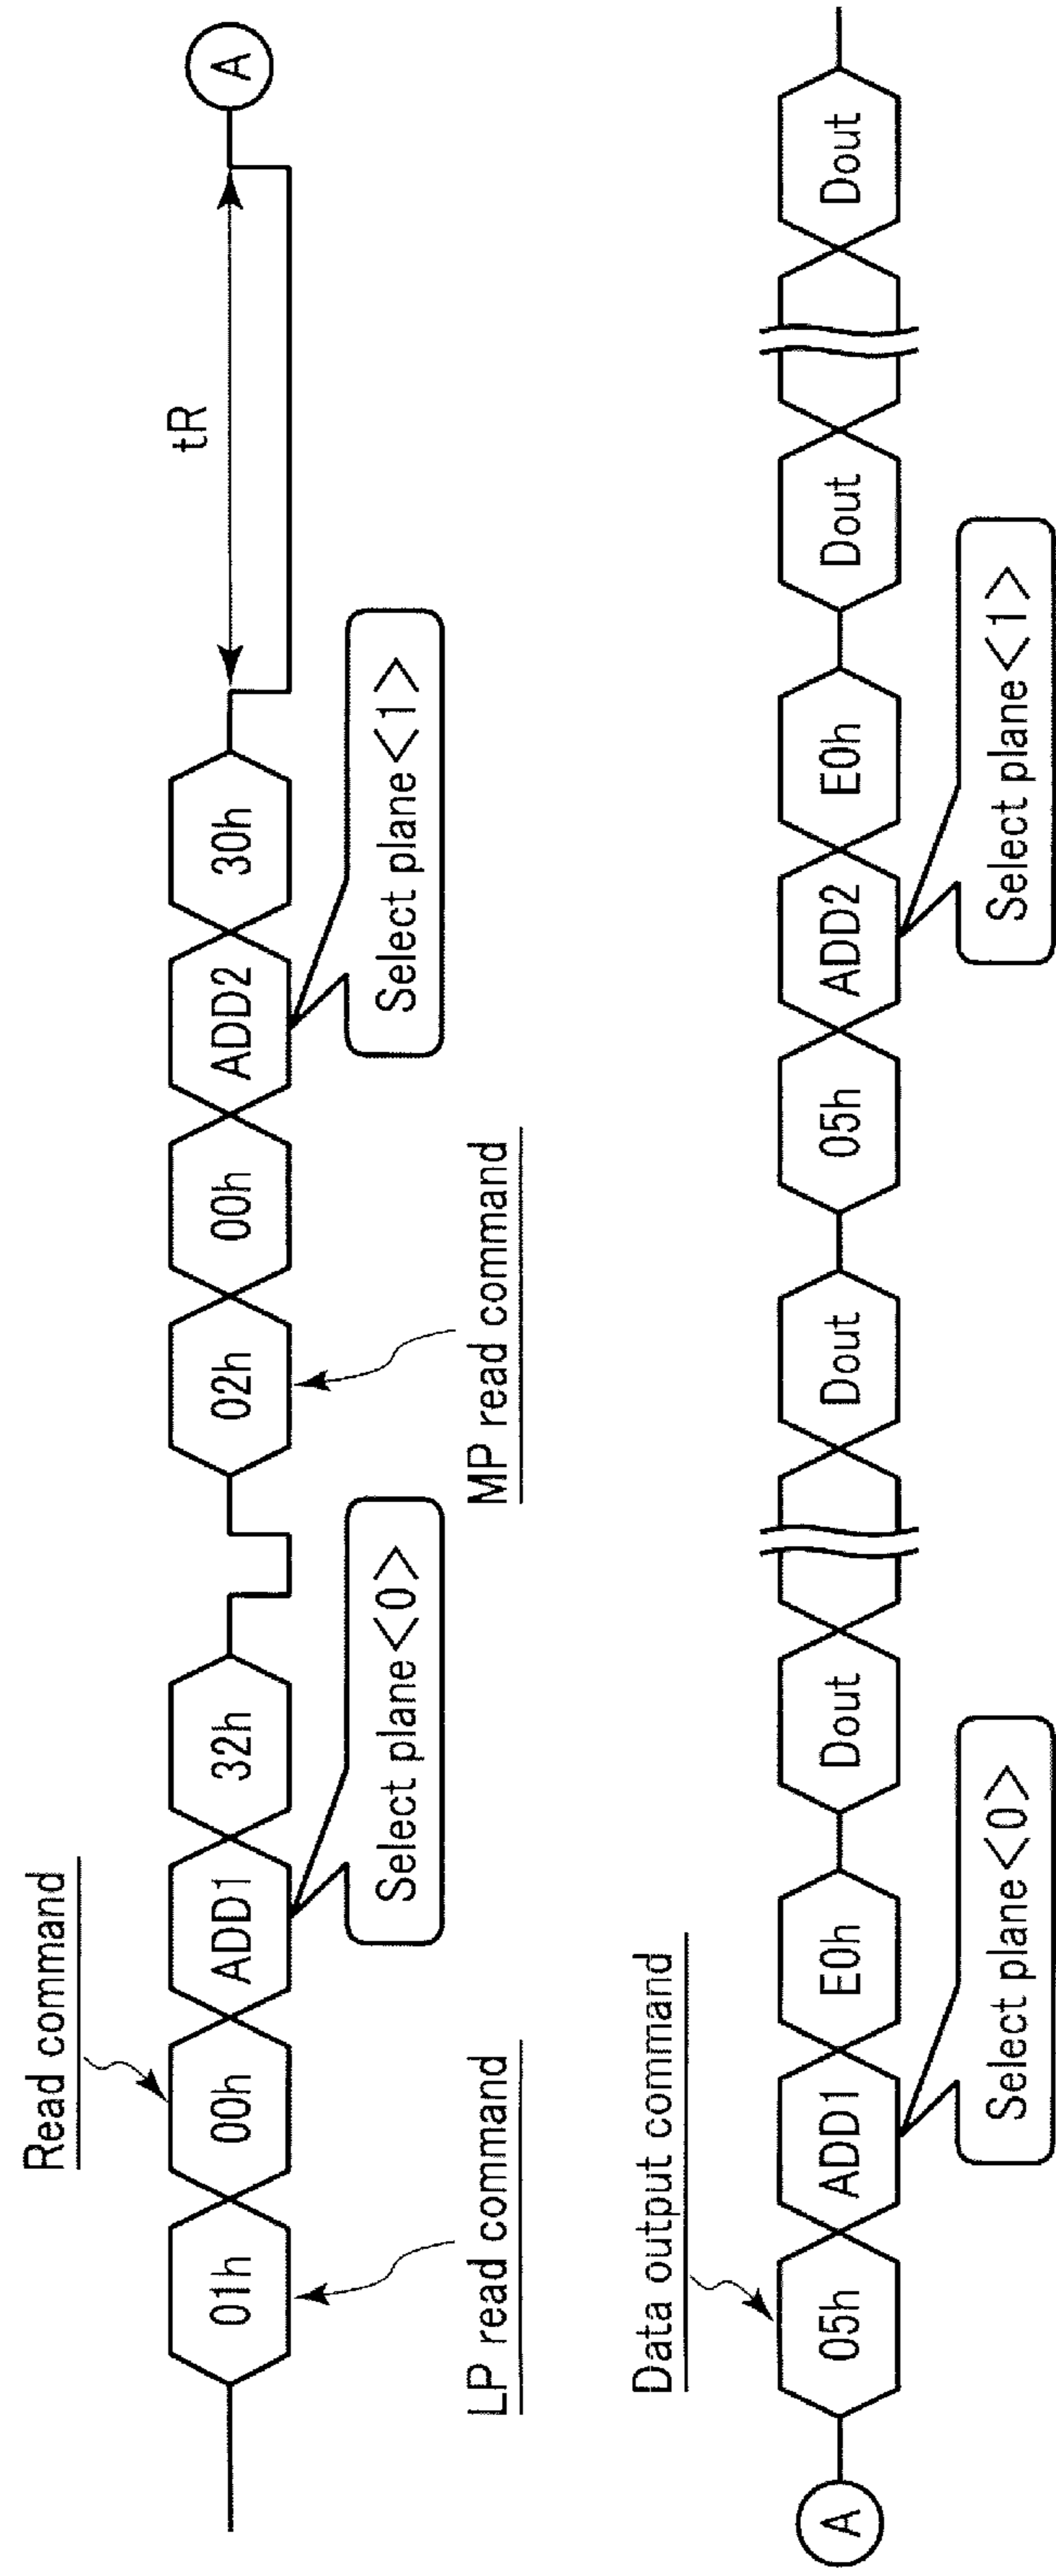 Read command
01h 00h ADD1 32h 02h 00h ADD2 30h tR A
LP read command
Select plane<0>
MP read command
Select plane<1>
Data output command
A 05h ADD1 E0h Dout Dout 05h ADD2 E0h Dout Dout
Select plane<0>
Select plane<1>